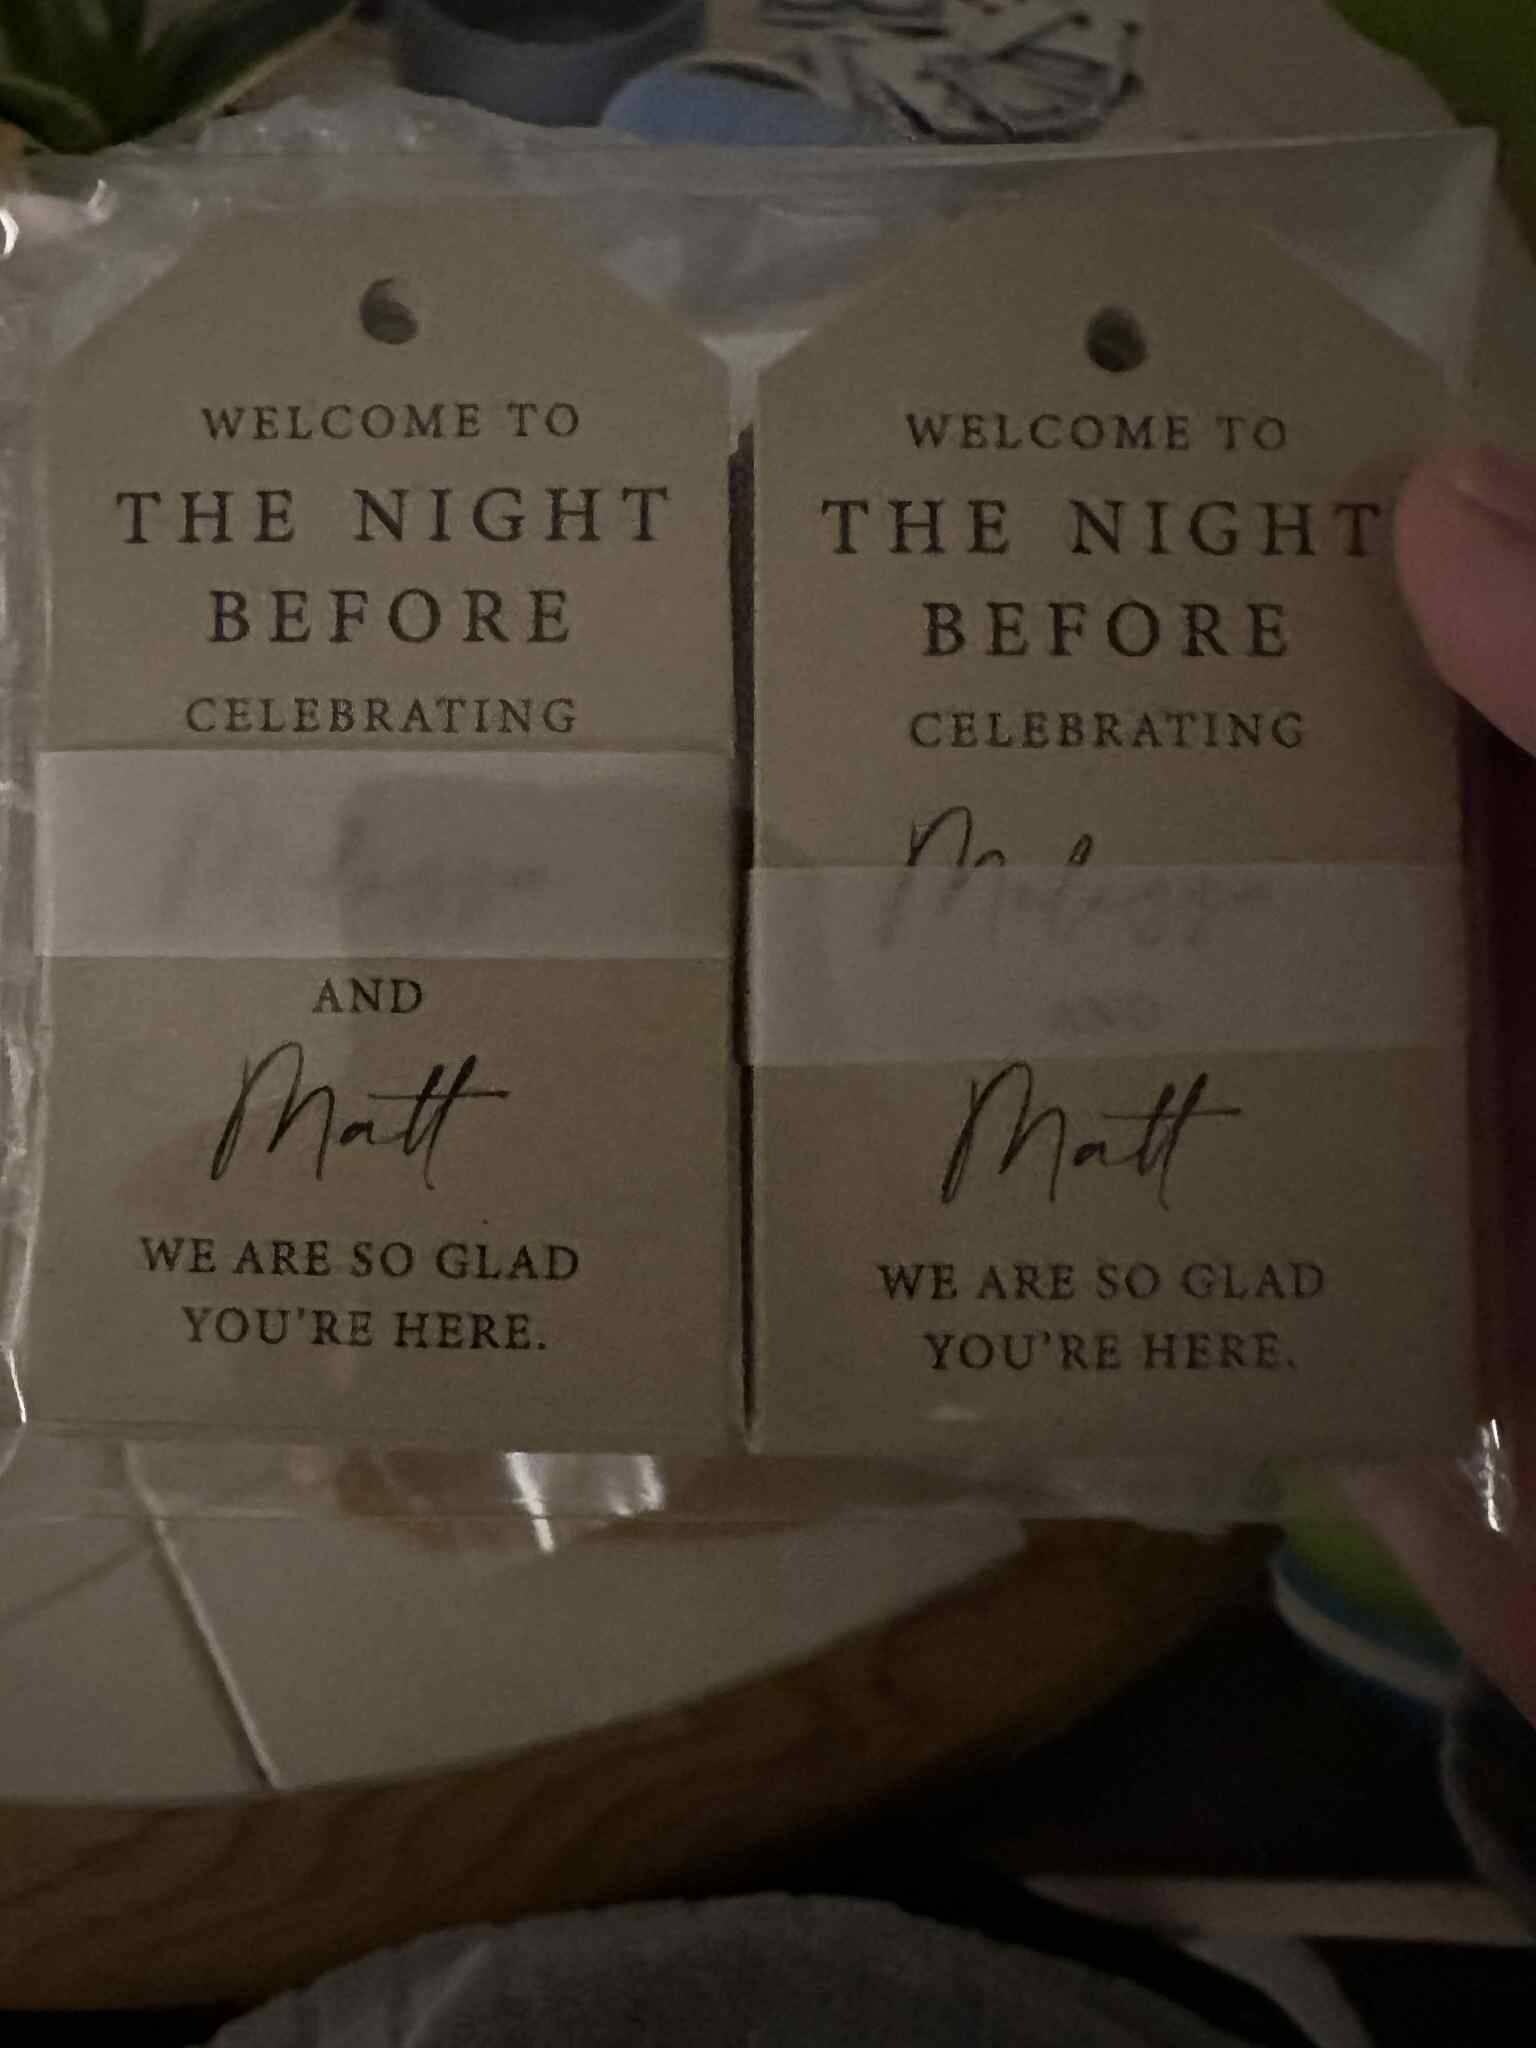 WELCOME TO
THE NIGHT
BEFORE
CELEBRATING
AND
Matt
WE ARE SO GLAD
YOU'RE HERE.
WELCOME TO
THE NIGHT
BEFORE
CELEBRATING
AND
Matt
WE ARE SO GLAD
YOU'RE HERE.